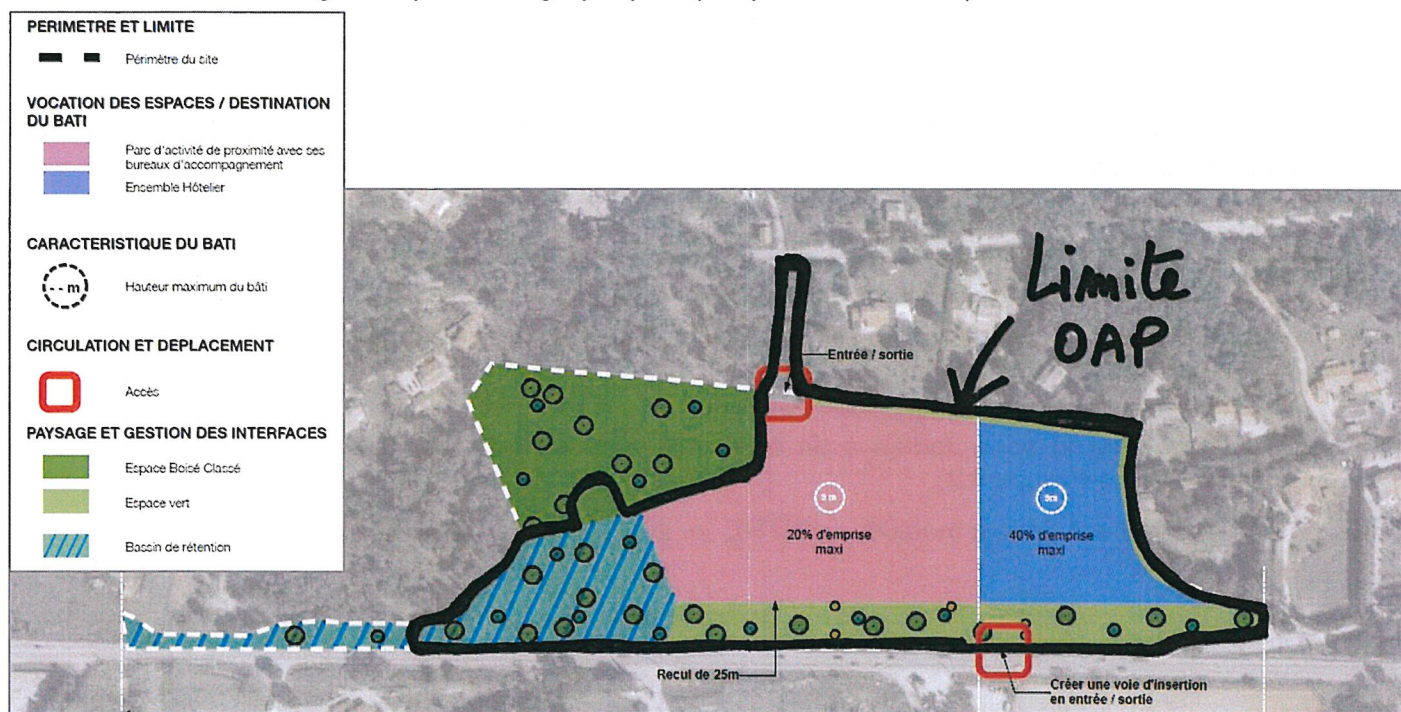 PERIMETRE ET LIMITE
Périmètre du site
VOCATION DES ESPACES / DESTINATION
DU BATI
Parc d'activité de proximité avec ses
bureaux d'accompagnement
Ensemble Hôtelier
CARACTERISTIQUE DU BATI
-- m
Hauteur maximum du bâti
CIRCULATION ET DEPLACEMENT
Accès
PAYSAGE ET GESTION DES INTERFACES
Espace Boisé Classé
Espace vert
Bassin de rétention
Limite
OAP
Entrée / sortie
20% d'emprise
maxi
40% d'emprise
maxi
Recul de 25m
Créer une voie d'insertion
en entrée / sortie